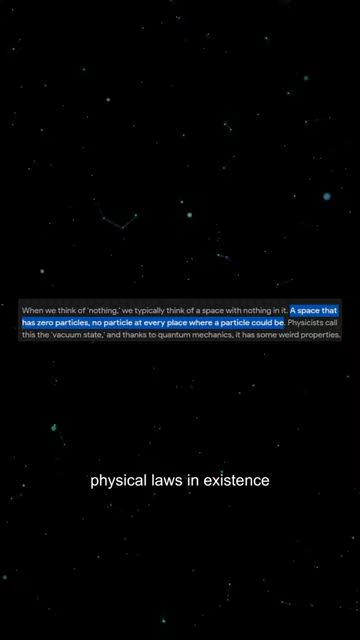 When we think of 'nothing,' we typically think of a space with nothing in it. A space that
has zero particles, no particle at every place where a particle could be. Physicists call
this the 'vacuum state,' and thanks to quantum mechanics, it has some weird properties.
physical laws in existence